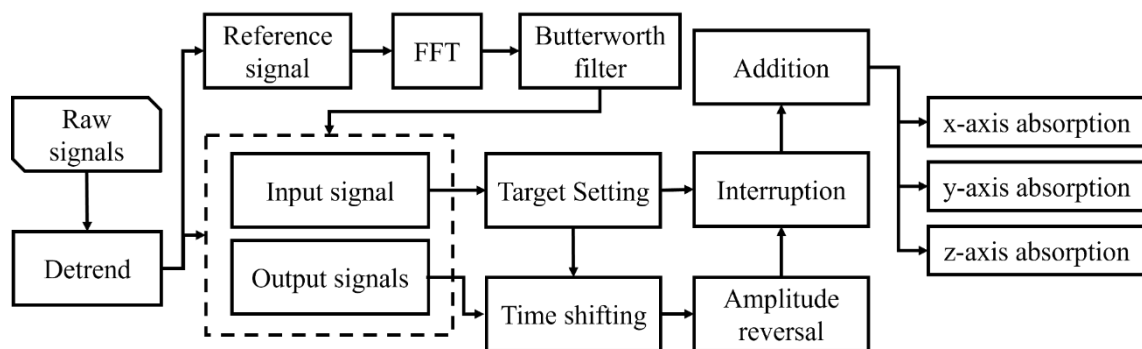 Reference
signal
FFT
Butterworth
filter
Addition
Raw
signals
x-axis absorption
Input signal
Target Setting
Interruption
y-axis absorption
Detrend
Output signals
z-axis absorption
Time shifting
Amplitude
reversal